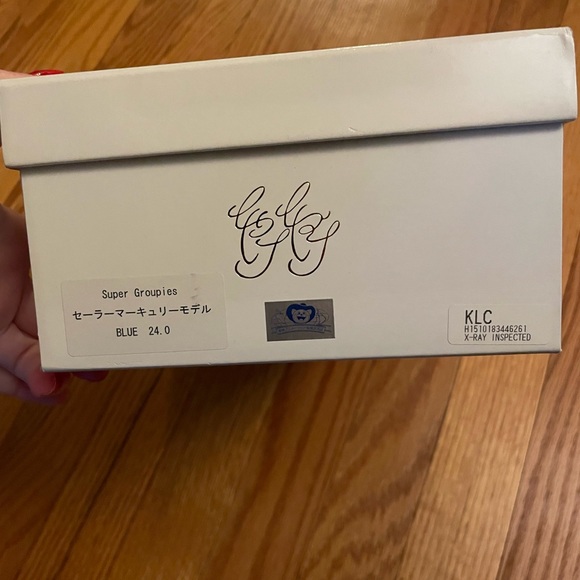 Super Groupies
セーラーマーキュリーモデル
BLUE 24.0
KLC
H1510183446261
X-RAY INSPECTED